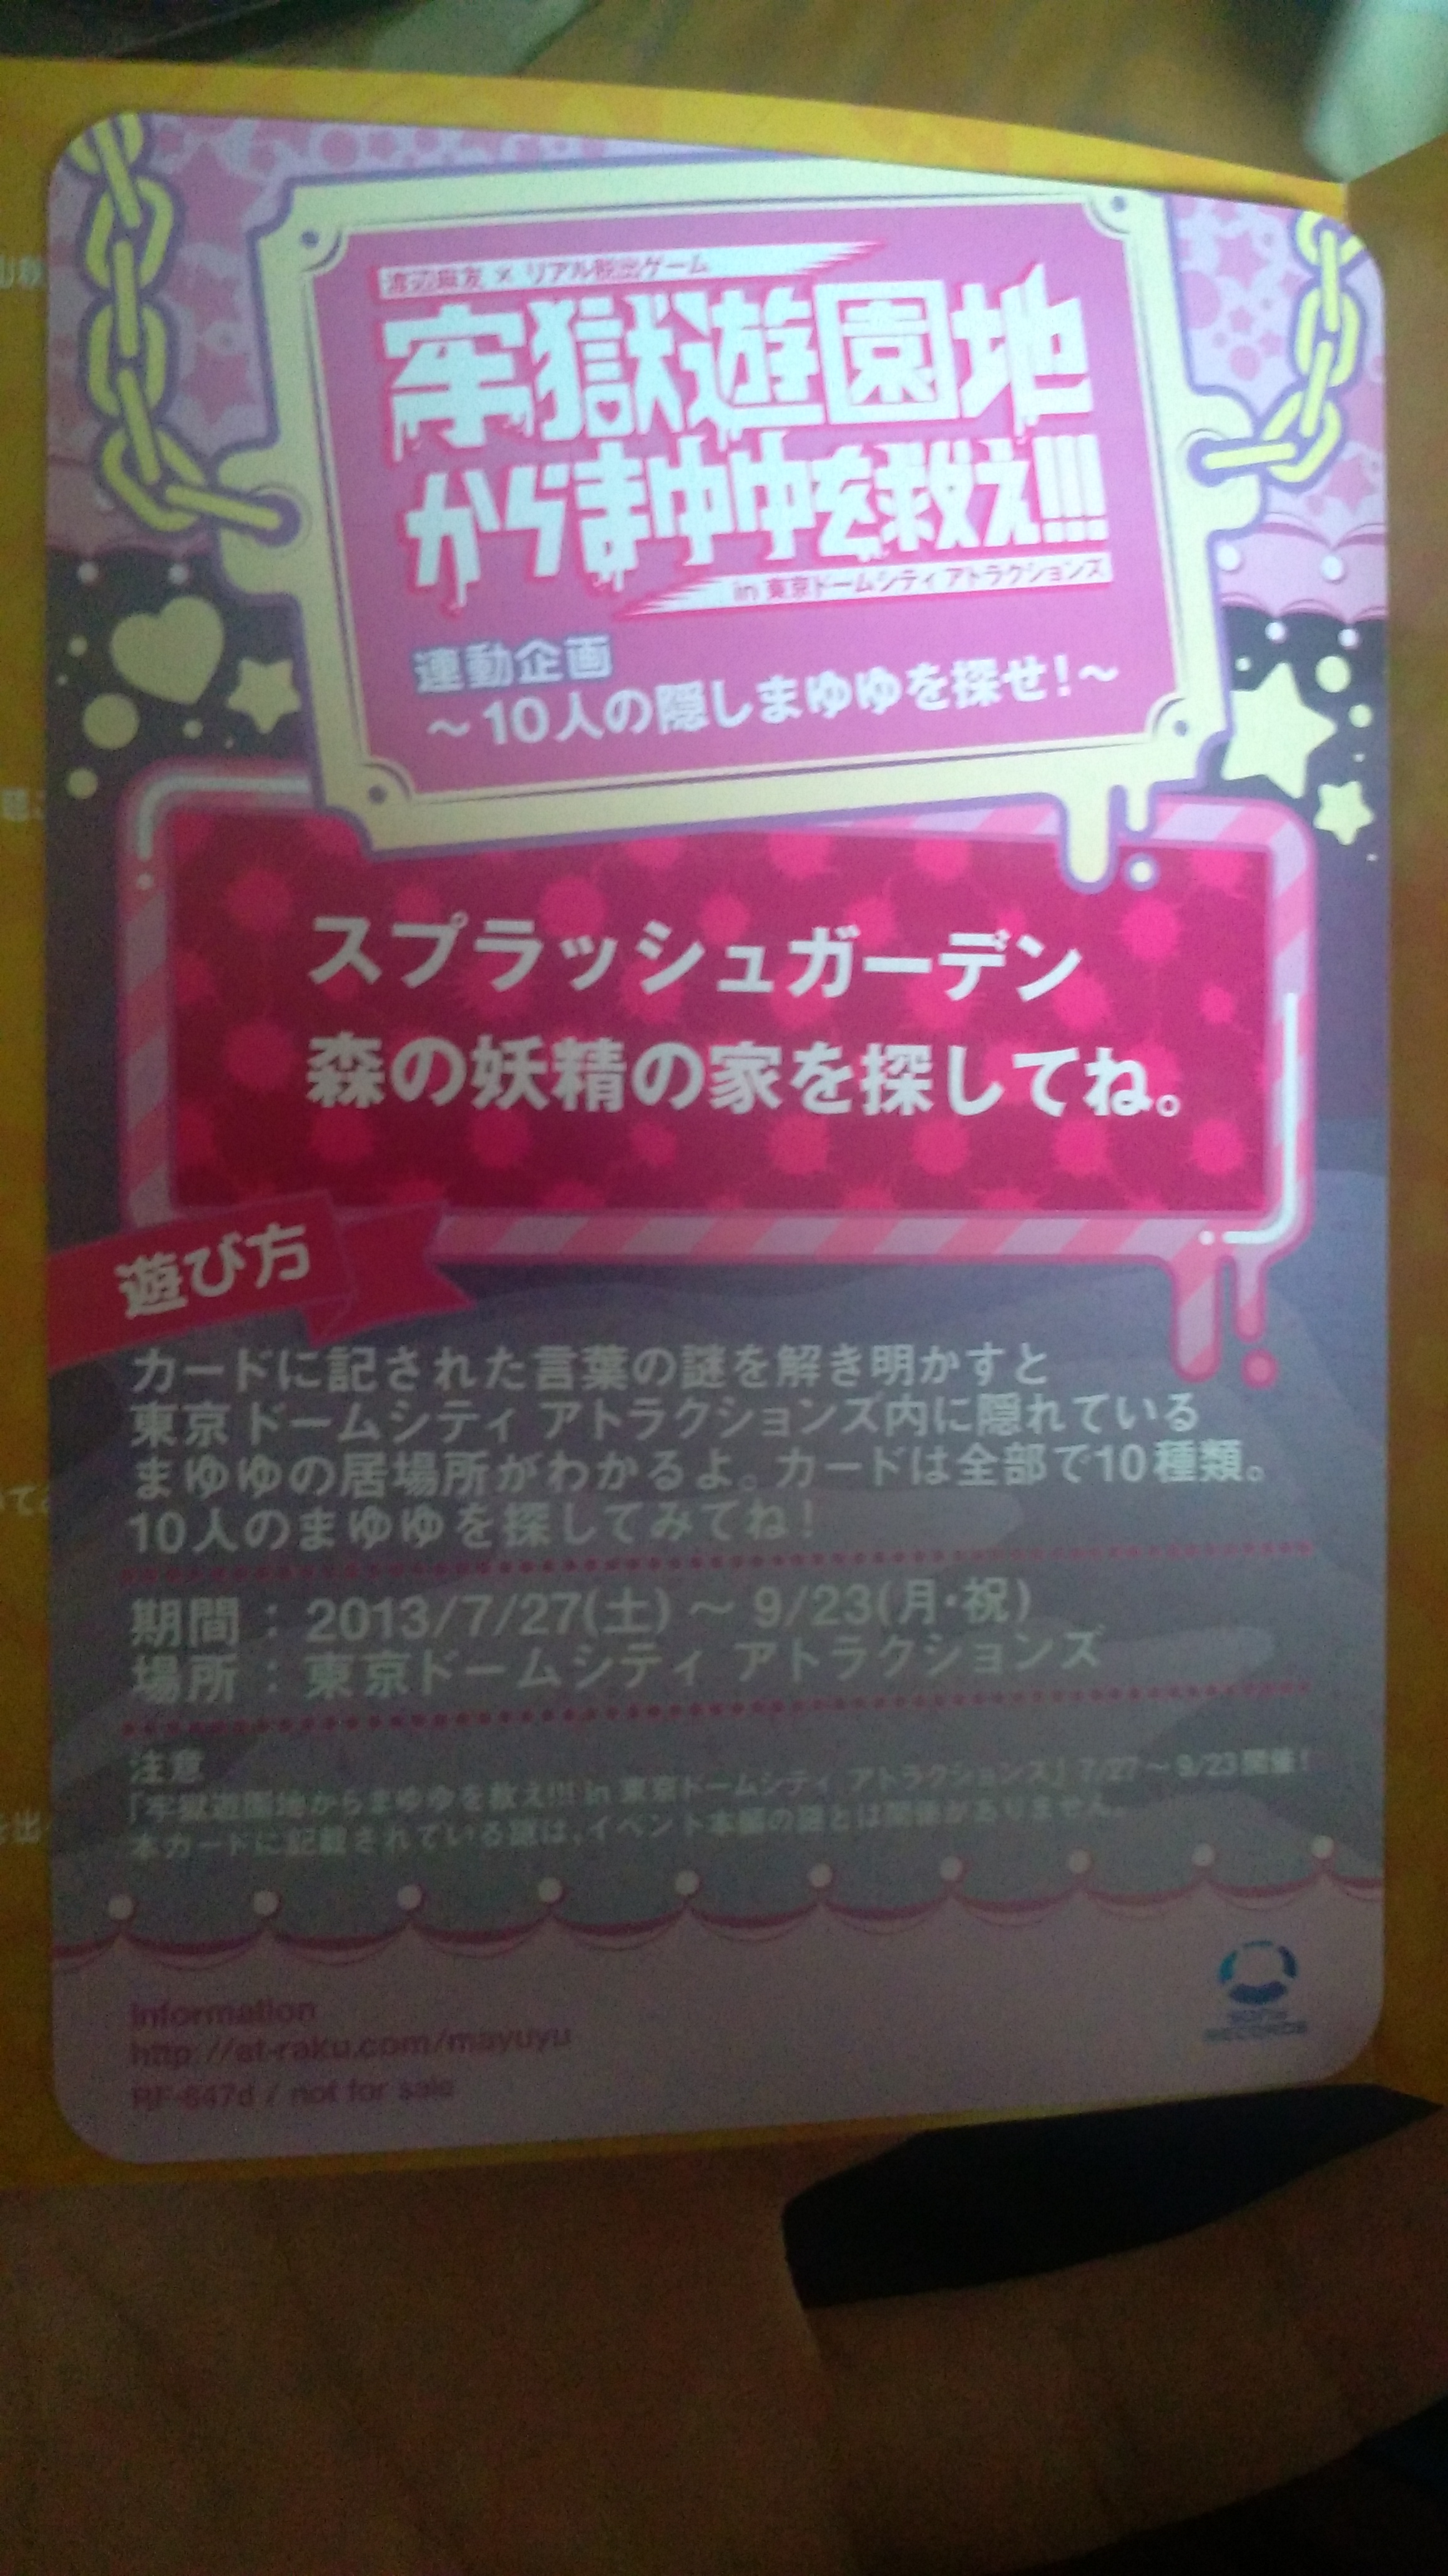 渡辺麻友 × リアル脱出ゲーム
牢獄遊園地
からまゆゆを救え!!!
in 東京ドームシティ アトラクションズ
連動企画
～10人の隠しまゆゆを探せ！～
スプラッシュガーデン
森の妖精の家を探してね。
遊び方
カードに記された言葉の謎を解き明かすと
東京ドームシティ アトラクションズ内に隠れている
まゆゆの居場所がわかるよ。カードは全部で10種類。
10人のまゆゆを探してみてね！
期間：2013/7/27(土) ～ 9/23(月・祝)
場所：東京ドームシティ アトラクションズ
注意
「牢獄遊園地からまゆゆを救え!!! in 東京ドームシティ アトラクションズ」7/27～9/23開催！
本カードに記載されている謎は、イベント本編の謎とは関係がありません。
information
http://at-raku.com/mayuyu
RF-647d / not for sale
RECORDS